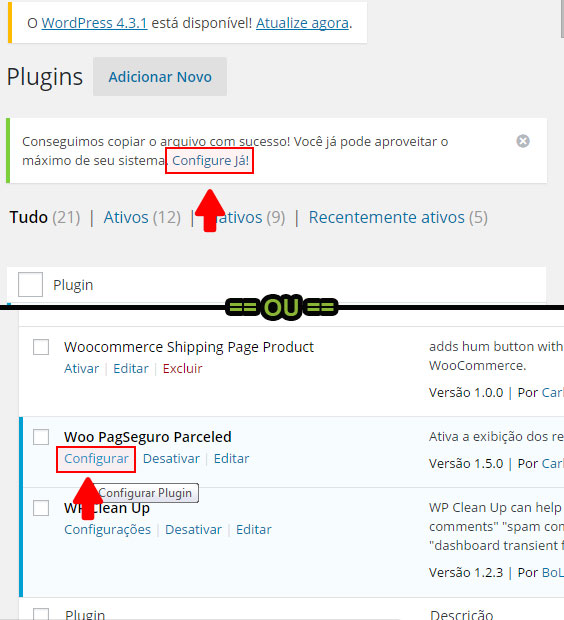 O WordPress 4.3.1 está disponível! Atualize agora.
Plugins Adicionar Novo
Conseguimos copiar o arquivo com sucesso! Você já pode aproveitar o
máximo de seu sistema. Configure Já!
Tudo (21) | Ativos (12) | ativos (9) | Recentemente ativos (5)
Plugin
== OU ==
Woocommerce Shipping Page Product
Ativar | Editar | Excluir
adds hum button with
WooCommerce.
Versão 1.0.0 | Por Carl
Woo PagSeguro Parceled
Configurar Desativar | Editar
Ativa a exibição dos re
Versão 1.5.0 | Por Carl
Configurar Plugin
WP Clean Up
Configurações | Desativar | Editar
WP Clean Up can help
comments" "spam com
"dashboard transient f
Versão 1.2.3 | Por BoL
Plugin Descrição